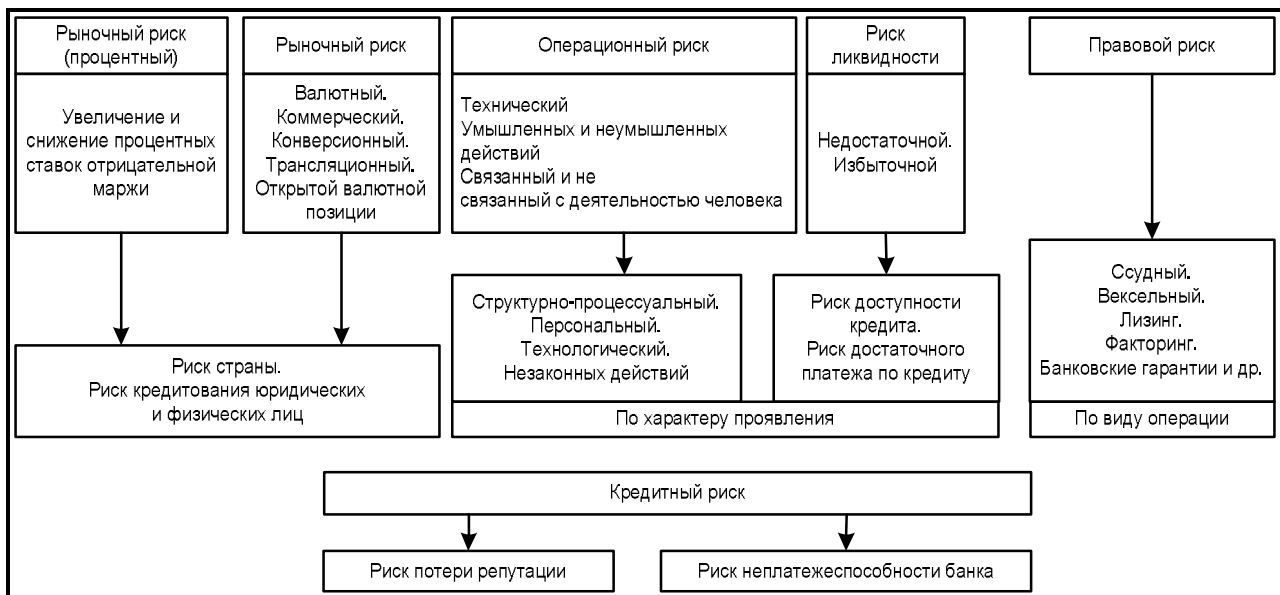 Рыночный риск
(процентный)
Увеличение и
снижение процентных
ставок отрицательной
маржи
Рыночный риск
Валютный.
Коммерческий.
Конверсионный.
Трансляционный.
Открытой валютной
позиции
Операционный риск
Технический
Умышленных и неумышленных
действий
Связанный и не
связанный с деятельностью человека
Риск
ликвидности
Недостаточной.
Избыточной
Правовой риск
Риск страны.
Риск кредитования юридических
и физических лиц
Структурно-процессуальный.
Персональный.
Технологический.
Незаконных действий
Риск доступности
кредита.
Риск достаточного
платежа по кредиту
По характеру проявления
Ссудный.
Вексельный.
Лизинг.
Факторинг.
Банковские гарантии и др.
По виду операции
Кредитный риск
Риск потери репутации
Риск неплатежеспособности банка